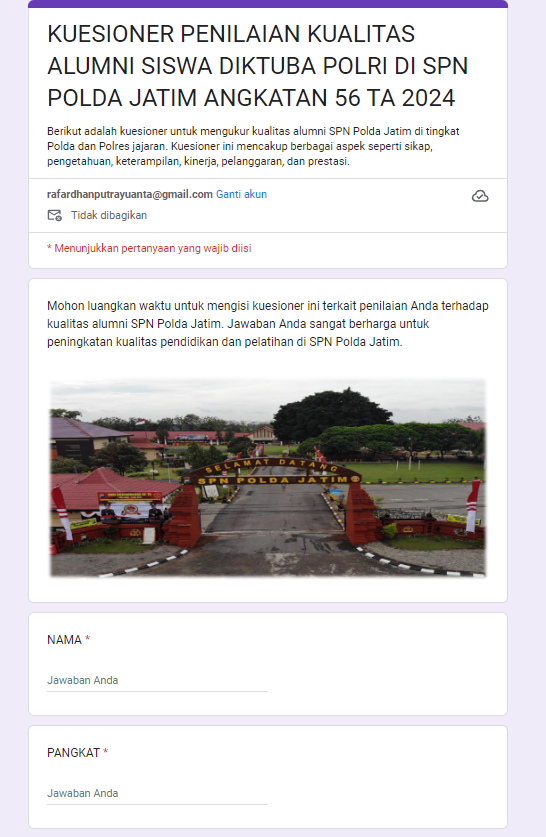 KUESIONER PENILAIAN KUALITAS
ALUMNI SISWA DIKTUBA POLRI DI SPN
POLDA JATIM ANGKATAN 56 TA 2024
Berikut adalah kuesioner untuk mengukur kualitas alumni SPN Polda Jatim di tingkat
Polda dan Polres jajaran. Kuesioner ini mencakup berbagai aspek seperti sikap,
pengetahuan, keterampilan, kinerja, pelanggaran, dan prestasi.
rafardhanputrayuanta@gmail.com Ganti akun
Tidak dibagikan
* Menunjukkan pertanyaan yang wajib diisi
Mohon luangkan waktu untuk mengisi kuesioner ini terkait penilaian Anda terhadap
kualitas alumni SPN Polda Jatim. Jawaban Anda sangat berharga untuk
peningkatan kualitas pendidikan dan pelatihan di SPN Polda Jatim.
SELAMAT DATANG
SPN POLDA JATIM
NAMA *
Jawaban Anda
PANGKAT *
Jawaban Anda